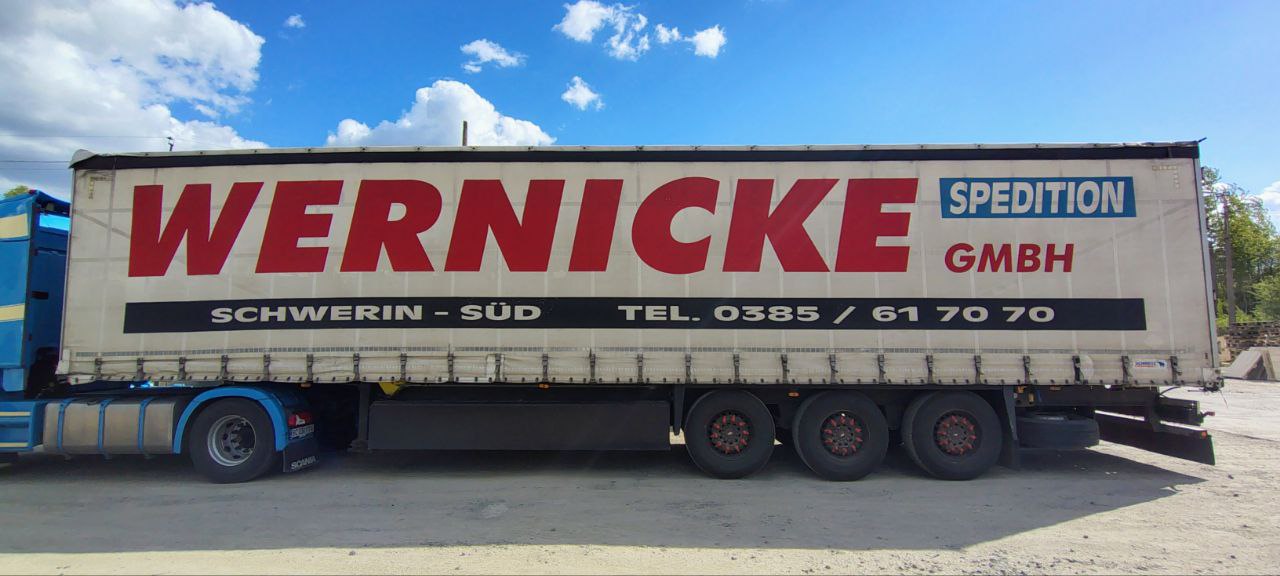 WERNICKE
SPEDITION
GMBH
SCHWERIN - SÜD TEL. 0385 / 61 70 70
SCANIA